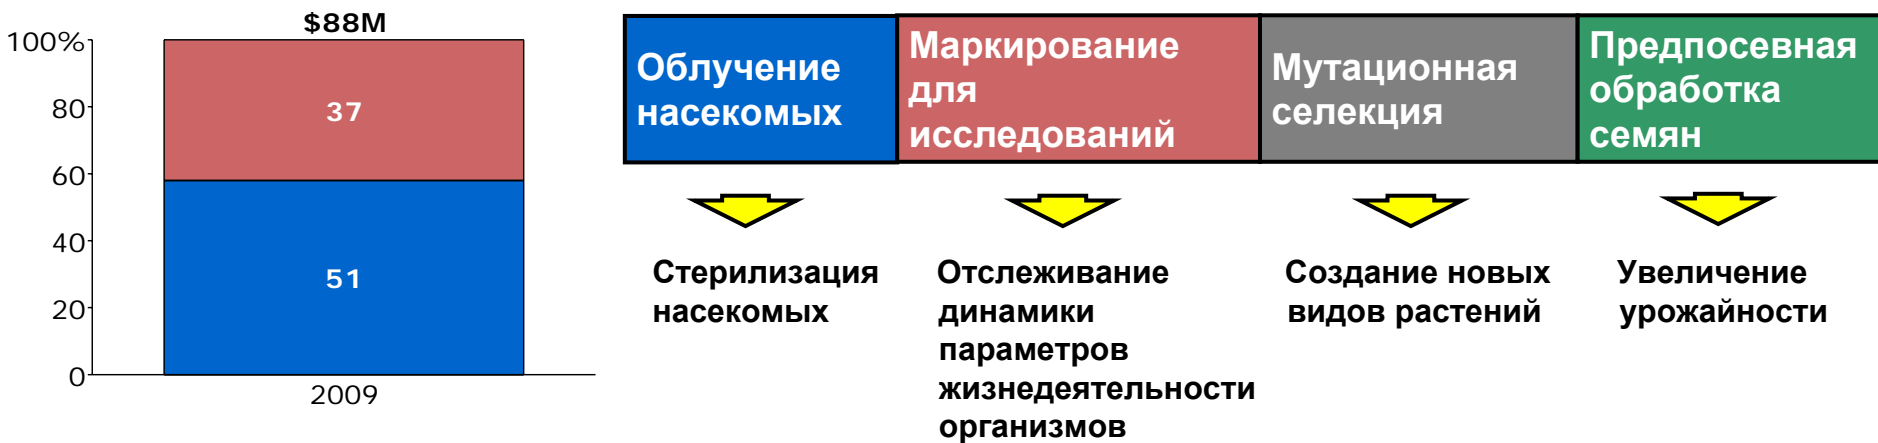 $88M
100%
80
60
40
20
0
37
51
2009
Облучение
насекомых
Маркирование
для
исследований
Мутационная
селекция
Предпосевная
обработка
семян
Стерилизация
насекомых
Отслеживание
динамики
параметров
жизнедеятельности
организмов
Создание новых
видов растений
Увеличение
урожайности